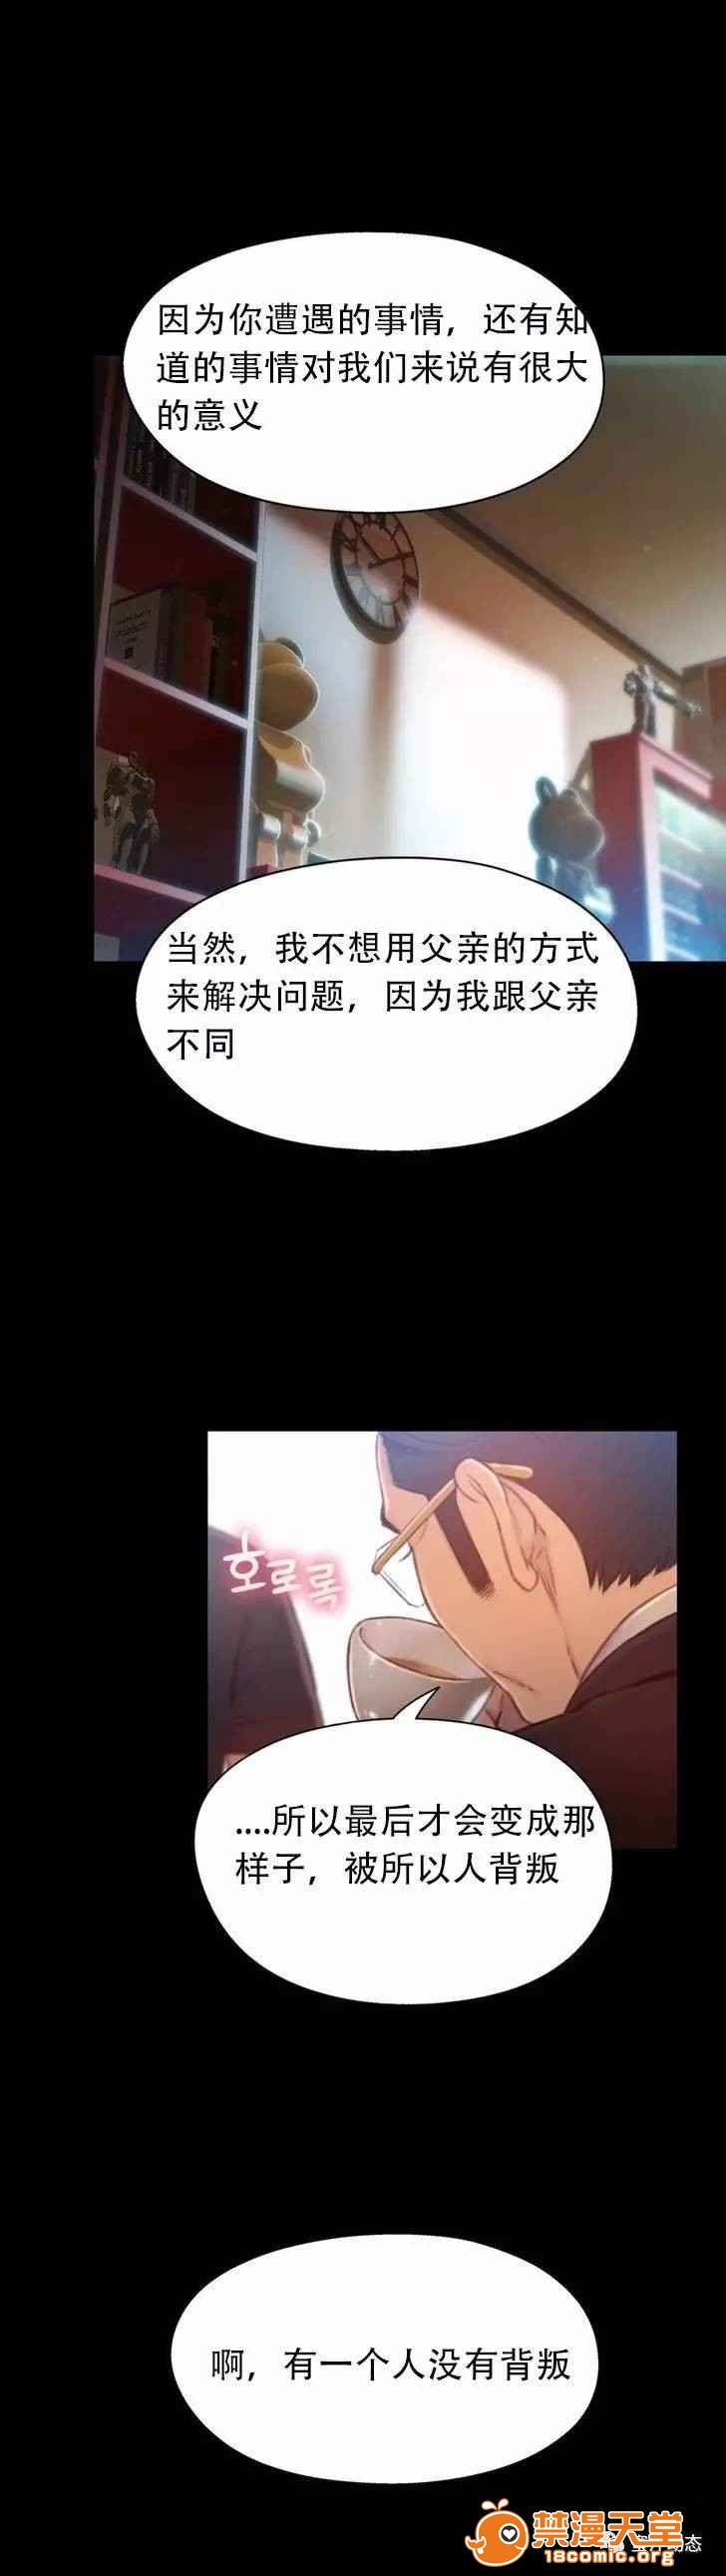 因为你遭遇的事情，还有知
道的事情对我们来说有很大
的意义
当然，我不想用父亲的方式
来解决问题，因为我跟父亲
不同
호로록
....所以最后才会变成那
样子，被所以人背叛
啊，有一个人没有背叛
禁漫天堂
18comic.org